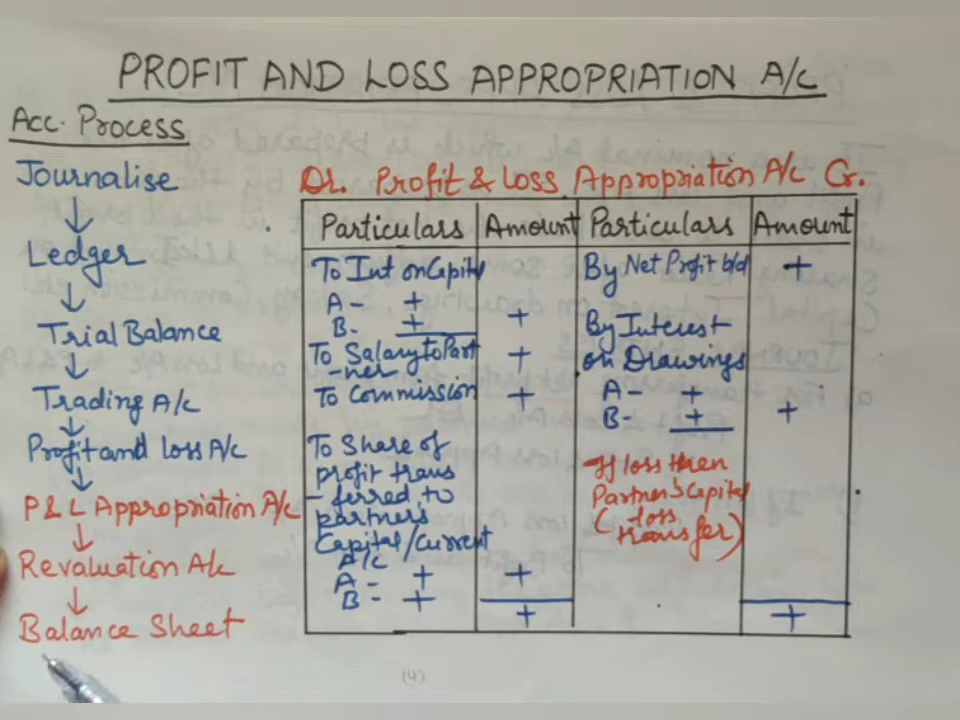 PROFIT AND LOSS APPROPRIATION A/c
Acc. Process
Journalise
Ledger
Trial Balance
Trading A/c
Profit and loss A/c
P & L Appropriation A/c
Revaluation A/c
Balance Sheet
Dr. Profit & Loss Appropriation A/c Cr.
Particulars Amount Particulars Amount
To Int on Capital
A - +
B - + +
To Salary to Part
-ner +
To Commission +
To Share of
profit trans
-ferred to
partners
Capital/Current
A/c
A - + +
B - +
+
By Net Profit b/d +
By Interest
on Drawings
A - +
B - + +
If loss then
Partner's Capital
(loss
transfer)
+
(4)